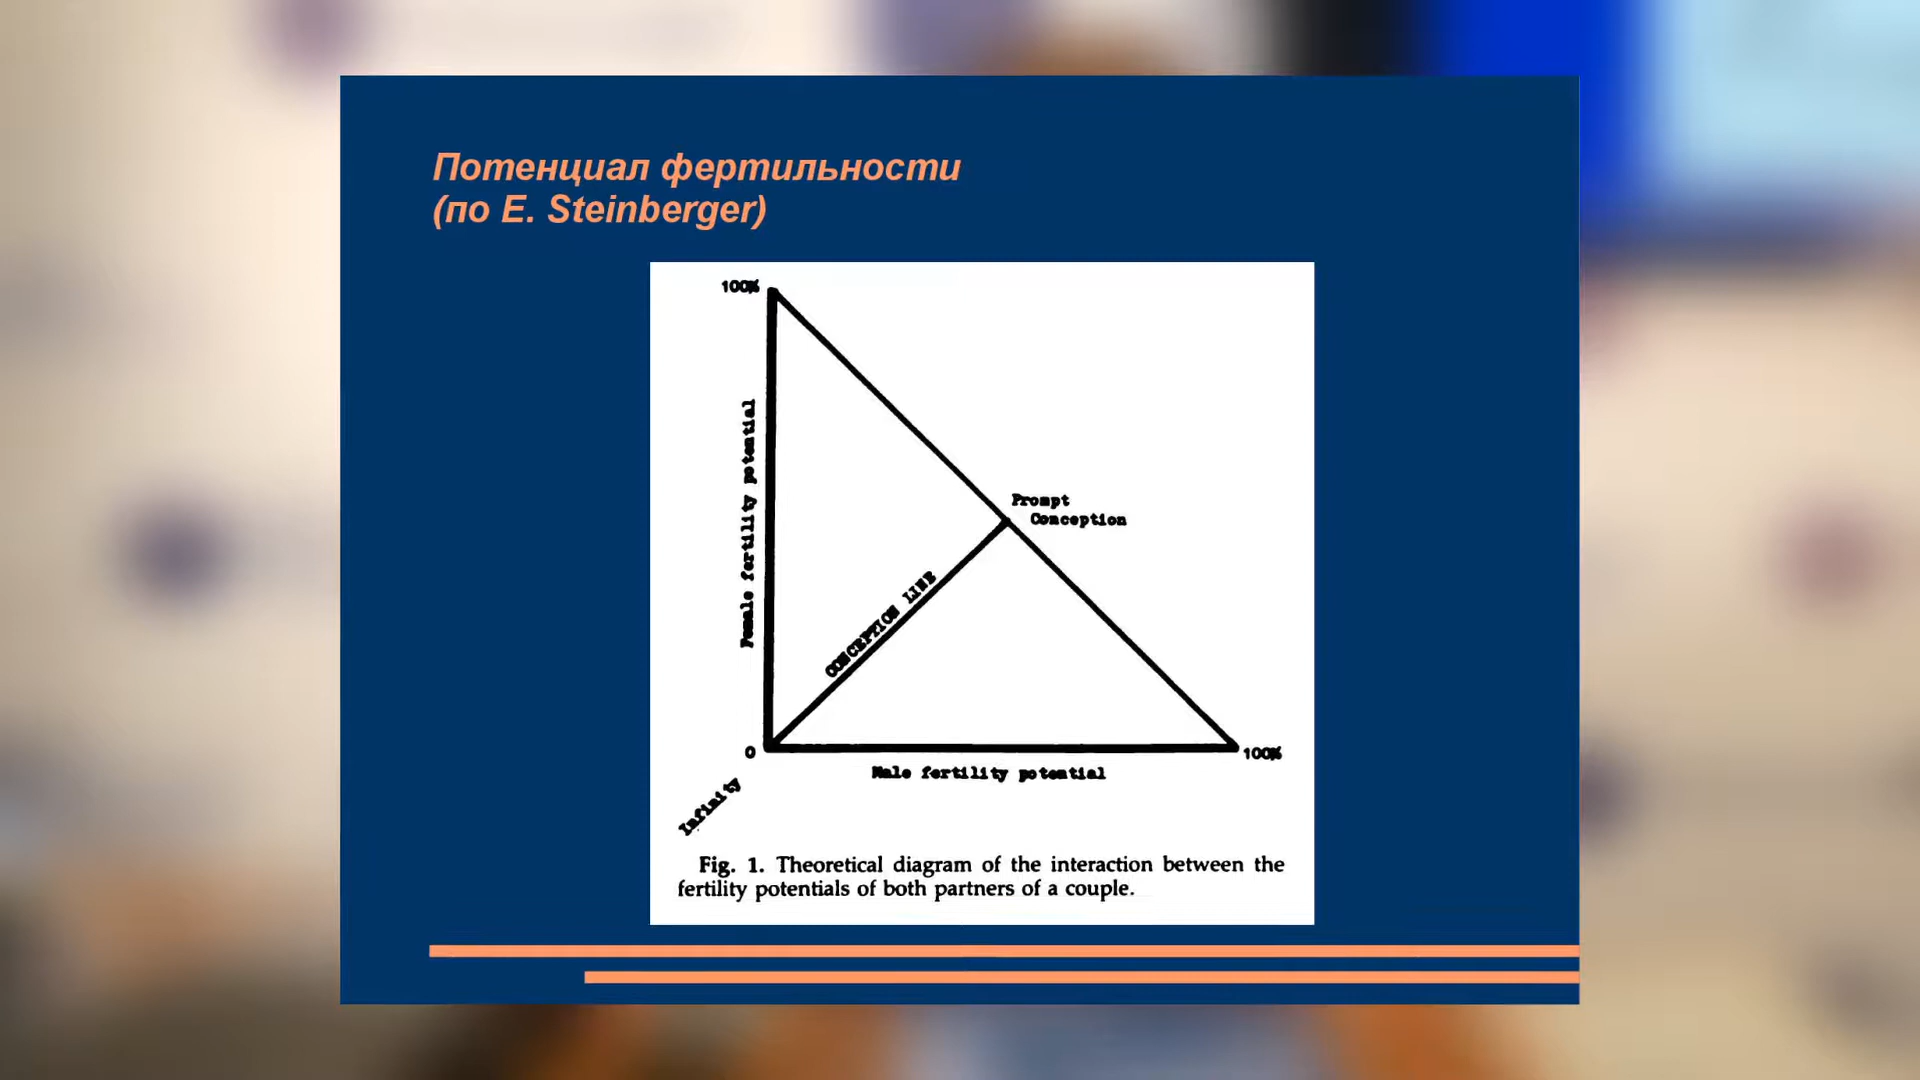 Потенциал фертильности
(по E. Steinberger)
100%
Female fertility potential
Prompt
Conception
CONCEPTION LINE
0
100%
Male fertility potential
Infinity
Fig. 1. Theoretical diagram of the interaction between the
fertility potentials of both partners of a couple.